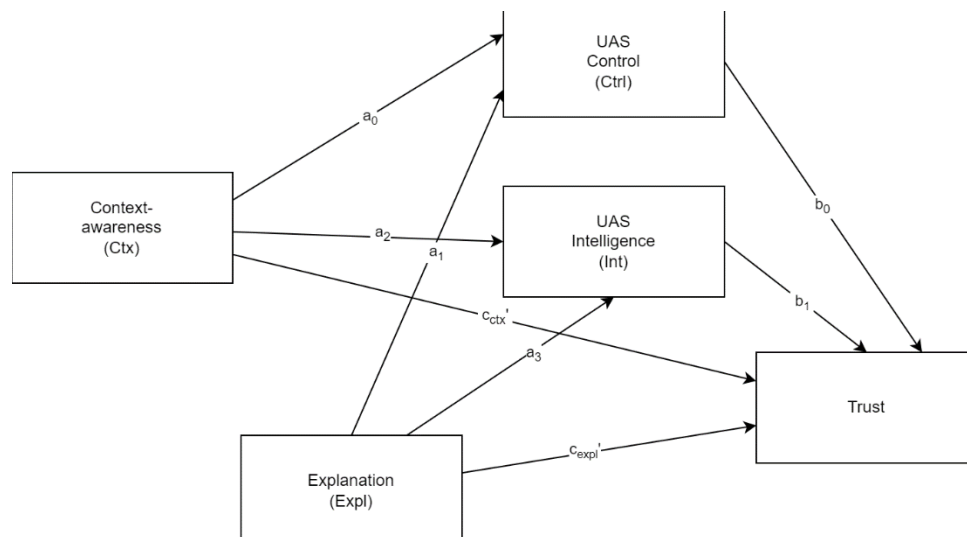 UAS
Control
(Ctrl)
a0
Context-
awareness
(Ctx)
b0
UAS
Intelligence
(Int)
a2
a1
b1
cctx'
a3
Trust
cexpl'
Explanation
(Expl)